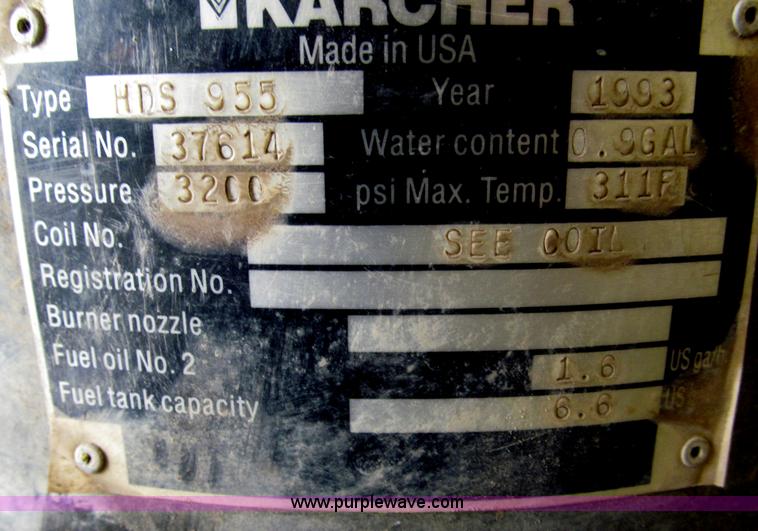 KÄRCHER
Made in USA
Type HDS 955 Year 1993
Serial No. 37614 Water content 0.9GAL
Pressure 3200 psi Max. Temp. 311F
Coil No. SEE COIL
Registration No.
Burner nozzle
Fuel oil No. 2 1.6 US gal/h
Fuel tank capacity 6.6 US
www.purplewave.com